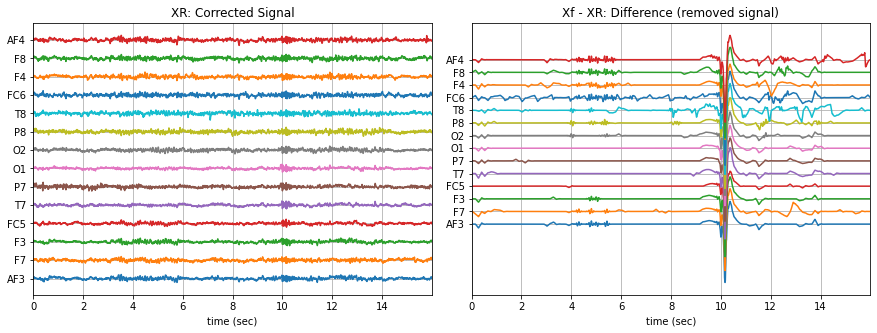 XR: Corrected Signal
AF4
F8
F4
FC6
T8
P8
O2
O1
P7
T7
FC5
F3
F7
AF3
0 2 4 6 8 10 12 14
time (sec)
Xf - XR: Difference (removed signal)
AF4
F8
F4
FC6
T8
P8
O2
O1
P7
T7
FC5
F3
F7
AF3
0 2 4 6 8 10 12 14
time (sec)